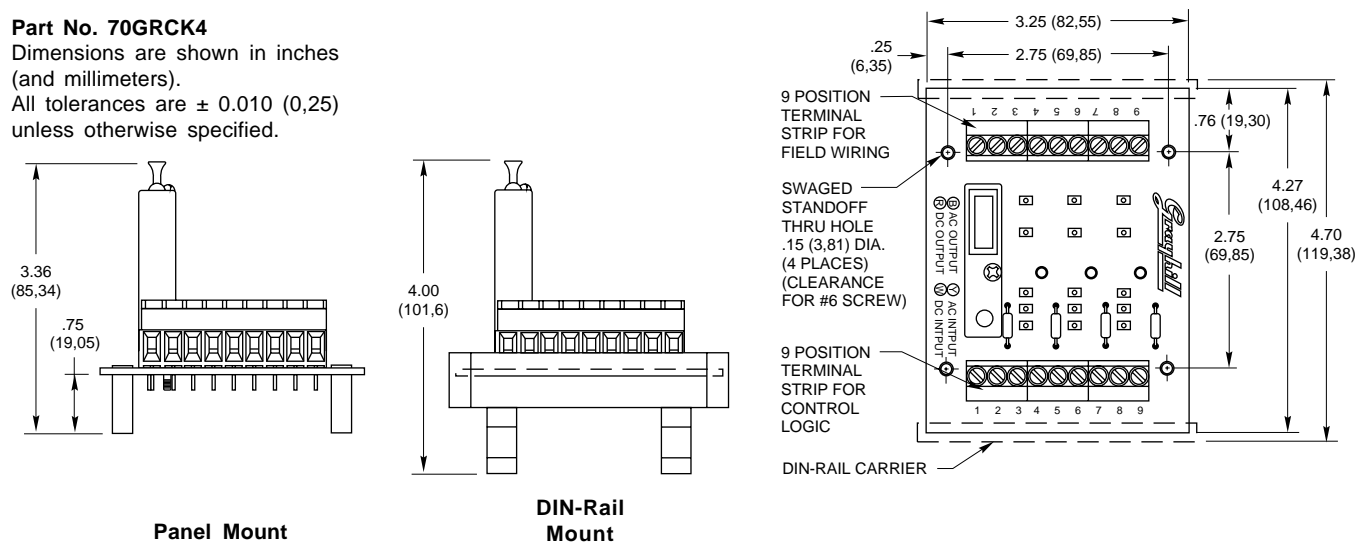 Part No. 70GRCK4
Dimensions are shown in inches
(and millimeters).
All tolerances are ± 0.010 (0,25)
unless otherwise specified.
3.36
(85,34)
.75
(19,05)
Panel Mount
4.00
(101,6)
DIN-Rail
Mount
3.25 (82,55)
.25
(6,35)
2.75 (69,85)
9 POSITION
TERMINAL
STRIP FOR
FIELD WIRING
SWAGED
STANDOFF
THRU HOLE
.15 (3,81) DIA.
(4 PLACES)
(CLEARANCE
FOR #6 SCREW)
9 POSITION
TERMINAL
STRIP FOR
CONTROL
LOGIC
DIN-RAIL CARRIER
1 2 3 4 5 6 7 8 9
B AC OUTPUT
R DC OUTPUT
Y AC INTPUT
W DC INTPUT
Grayhill
1 2 3 4 5 6 7 8 9
.76 (19,30)
4.27
(108,46)
2.75
(69,85)
4.70
(119,38)